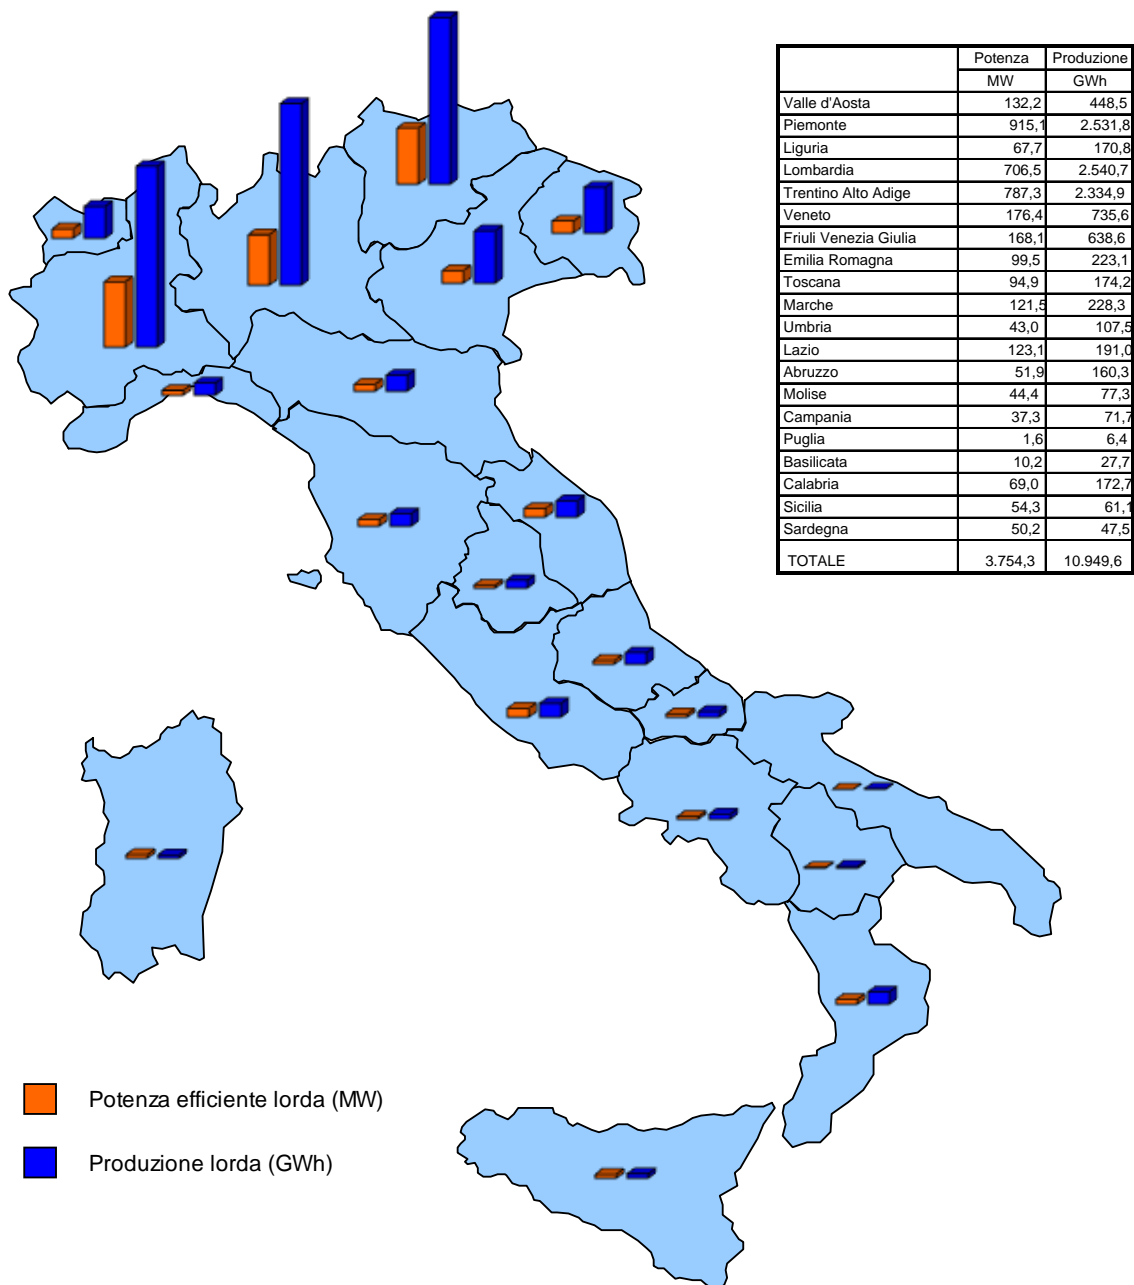 Potenza Produzione
MW GWh
Valle d'Aosta 132,2 448,5
Piemonte 915,1 2.531,8
Liguria 67,7 170,8
Lombardia 706,5 2.540,7
Trentino Alto Adige 787,3 2.334,9
Veneto 176,4 735,6
Friuli Venezia Giulia 168,1 638,6
Emilia Romagna 99,5 223,1
Toscana 94,9 174,2
Marche 121,5 228,3
Umbria 43,0 107,5
Lazio 123,1 191,0
Abruzzo 51,9 160,3
Molise 44,4 77,3
Campania 37,3 71,7
Puglia 1,6 6,4
Basilicata 10,2 27,7
Calabria 69,0 172,7
Sicilia 54,3 61,1
Sardegna 50,2 47,5
TOTALE 3.754,3 10.949,6
Potenza efficiente lorda (MW)
Produzione lorda (GWh)